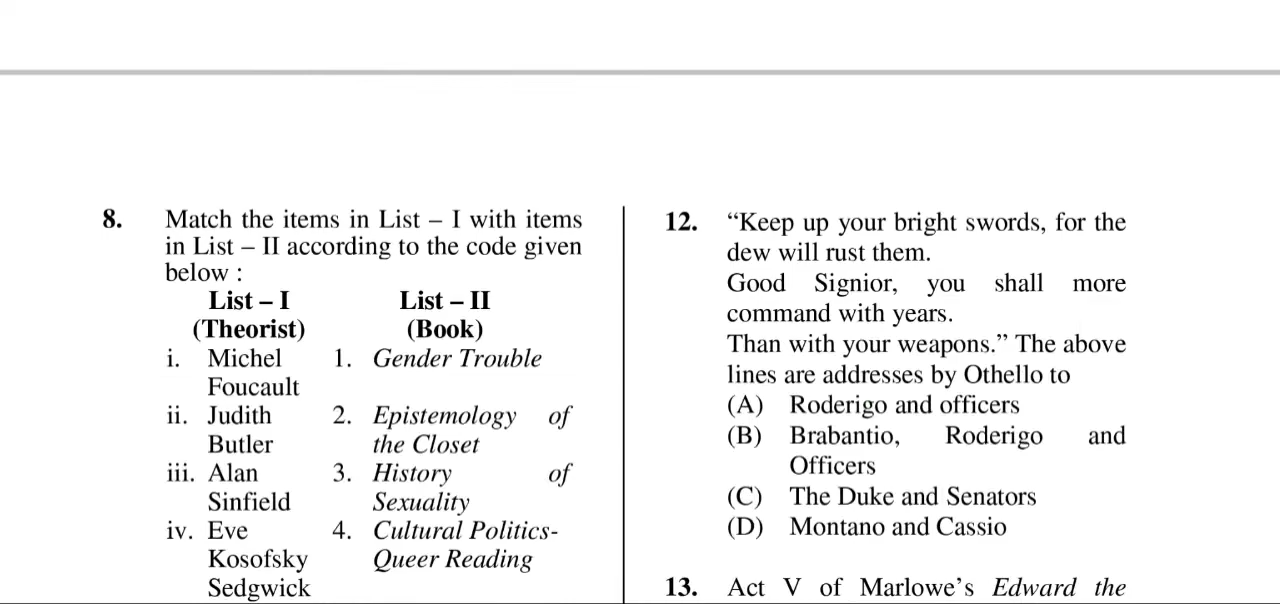 8. Match the items in List – I with items
in List – II according to the code given
below :
List – I List – II
(Theorist) (Book)
i. Michel 1. Gender Trouble
Foucault
ii. Judith 2. Epistemology of
Butler the Closet
iii. Alan 3. History of
Sinfield Sexuality
iv. Eve 4. Cultural Politics-
Kosofsky Queer Reading
Sedgwick
12. “Keep up your bright swords, for the
dew will rust them.
Good Signior, you shall more
command with years.
Than with your weapons.” The above
lines are addresses by Othello to
(A) Roderigo and officers
(B) Brabantio, Roderigo and
Officers
(C) The Duke and Senators
(D) Montano and Cassio
13. Act V of Marlowe’s Edward the